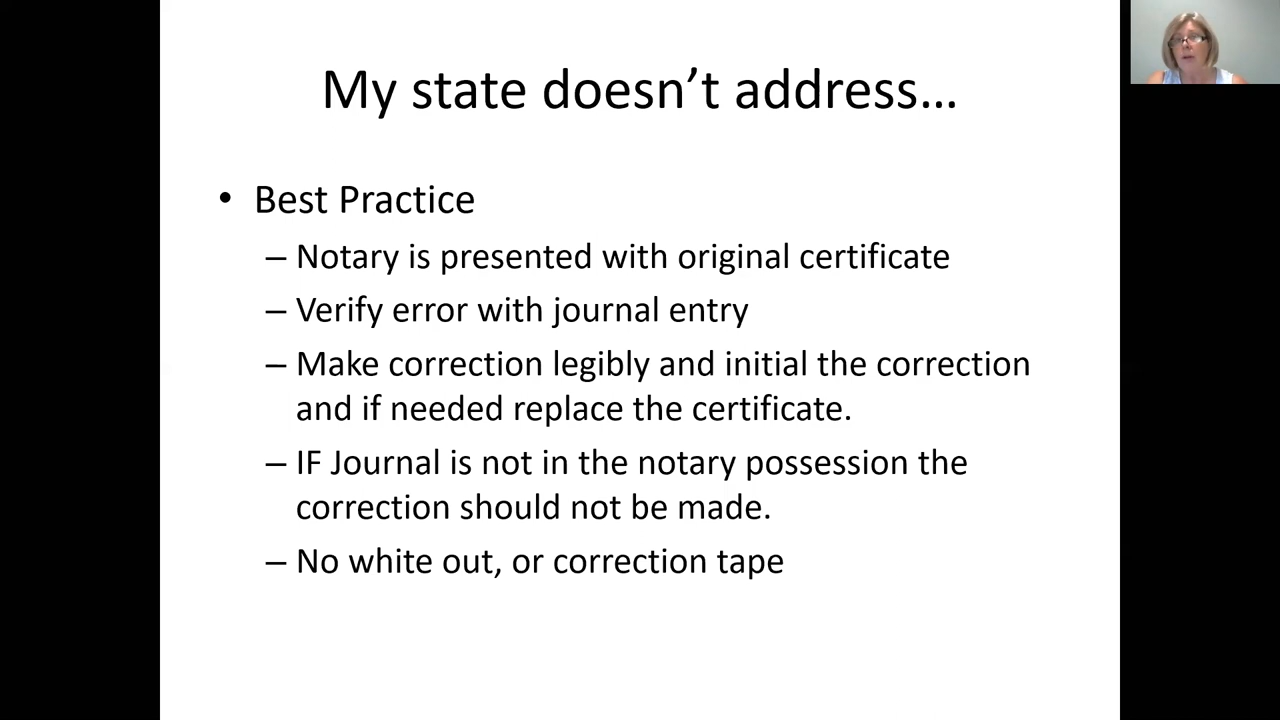 My state doesn’t address…
• Best Practice
– Notary is presented with original certificate
– Verify error with journal entry
– Make correction legibly and initial the correction
and if needed replace the certificate.
– IF Journal is not in the notary possession the
correction should not be made.
– No white out, or correction tape